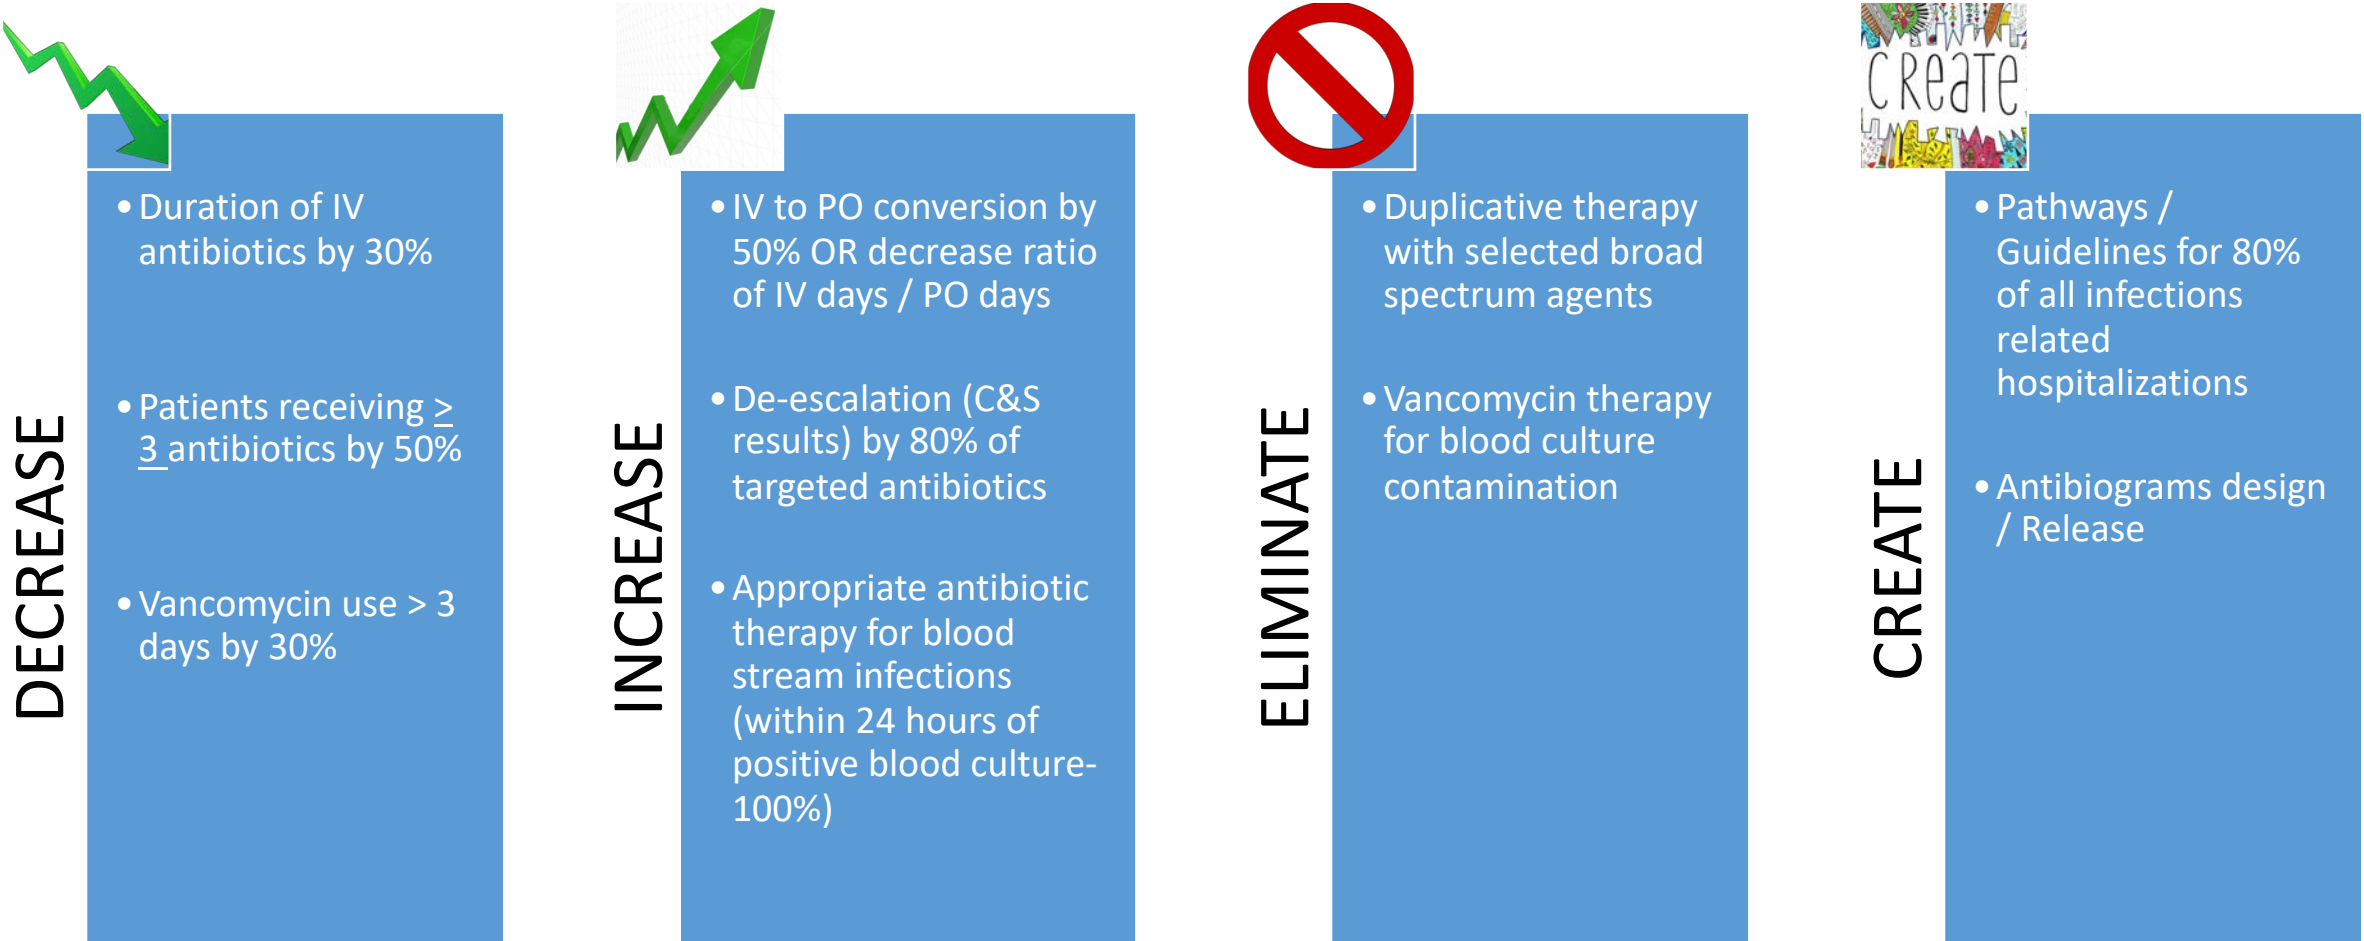 DECREASE
• Duration of IV
antibiotics by 30%
• Patients receiving ≥
3 antibiotics by 50%
• Vancomycin use > 3
days by 30%
INCREASE
• IV to PO conversion by
50% OR decrease ratio
of IV days / PO days
• De-escalation (C&S
results) by 80% of
targeted antibiotics
• Appropriate antibiotic
therapy for blood
stream infections
(within 24 hours of
positive blood culture-
100%)
ELIMINATE
• Duplicative therapy
with selected broad
spectrum agents
• Vancomycin therapy
for blood culture
contamination
CReaTe
CREATE
• Pathways /
Guidelines for 80%
of all infections
related
hospitalizations
• Antibiograms design
/ Release